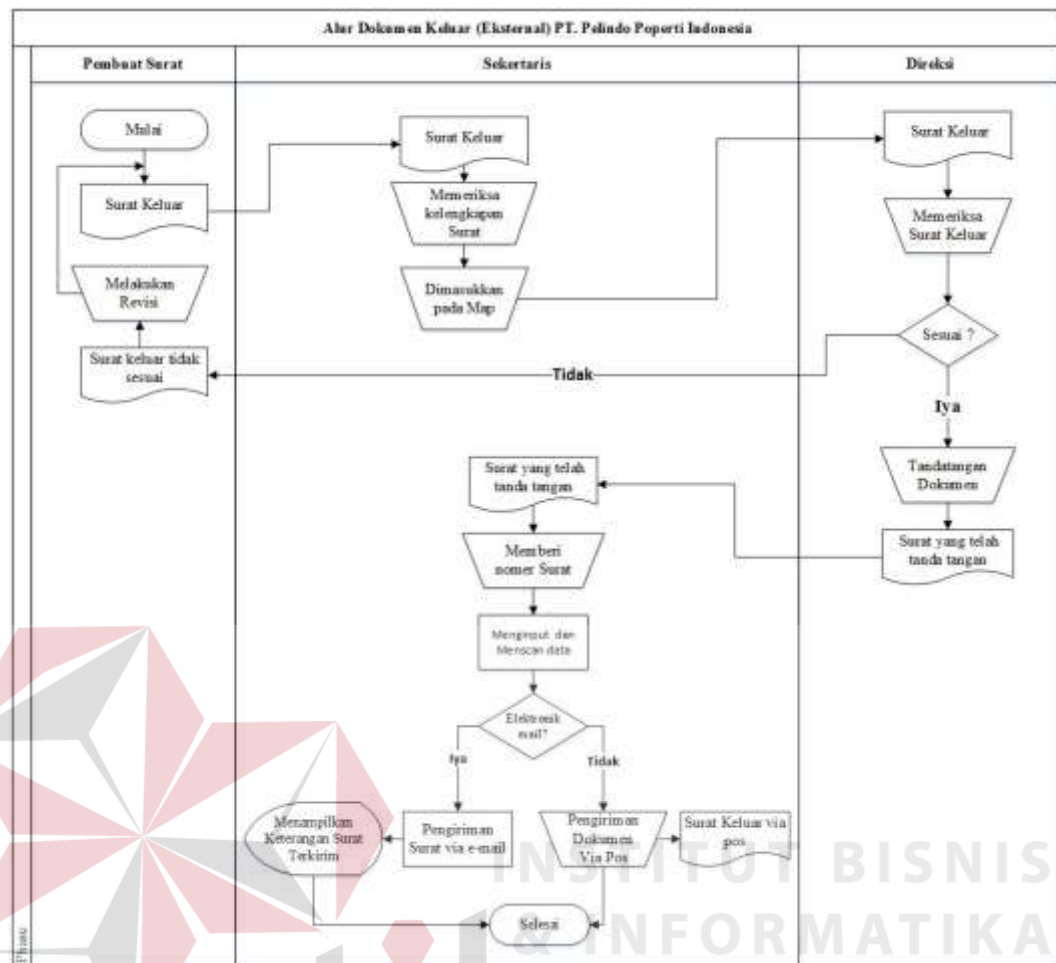 Alur Dokumen Keluar (Eksternal) PT. Pelindo Poperti Indonesia
Pembuat Surat
Sekertaris
Direksi
Mulai
Surat Keluar
Melakukan
Revisi
Surat keluar tidak
sesuai
Surat Keluar
Memeriksa
kelengkapan
Surat
Dimasukkan
pada Map
Surat Keluar
Memeriksa
Surat Keluar
Sesuai ?
Tidak
Iya
Tandatangan
Dokumen
Surat yang telah
tanda tangan
Surat yang telah
tanda tangan
Memberi
nomer Surat
Menginput dan
Menscan data
Elektronik
mail?
Iya
Tidak
Menampilkan
Keterangan Surat
Terkirim
Pengiriman
Surat via e-mail
Pengiriman
Dokumen
Via Pos
Surat Keluar via
pos
Selesai
Phase
INSTITUT BISNIS
& INFORMATIKA